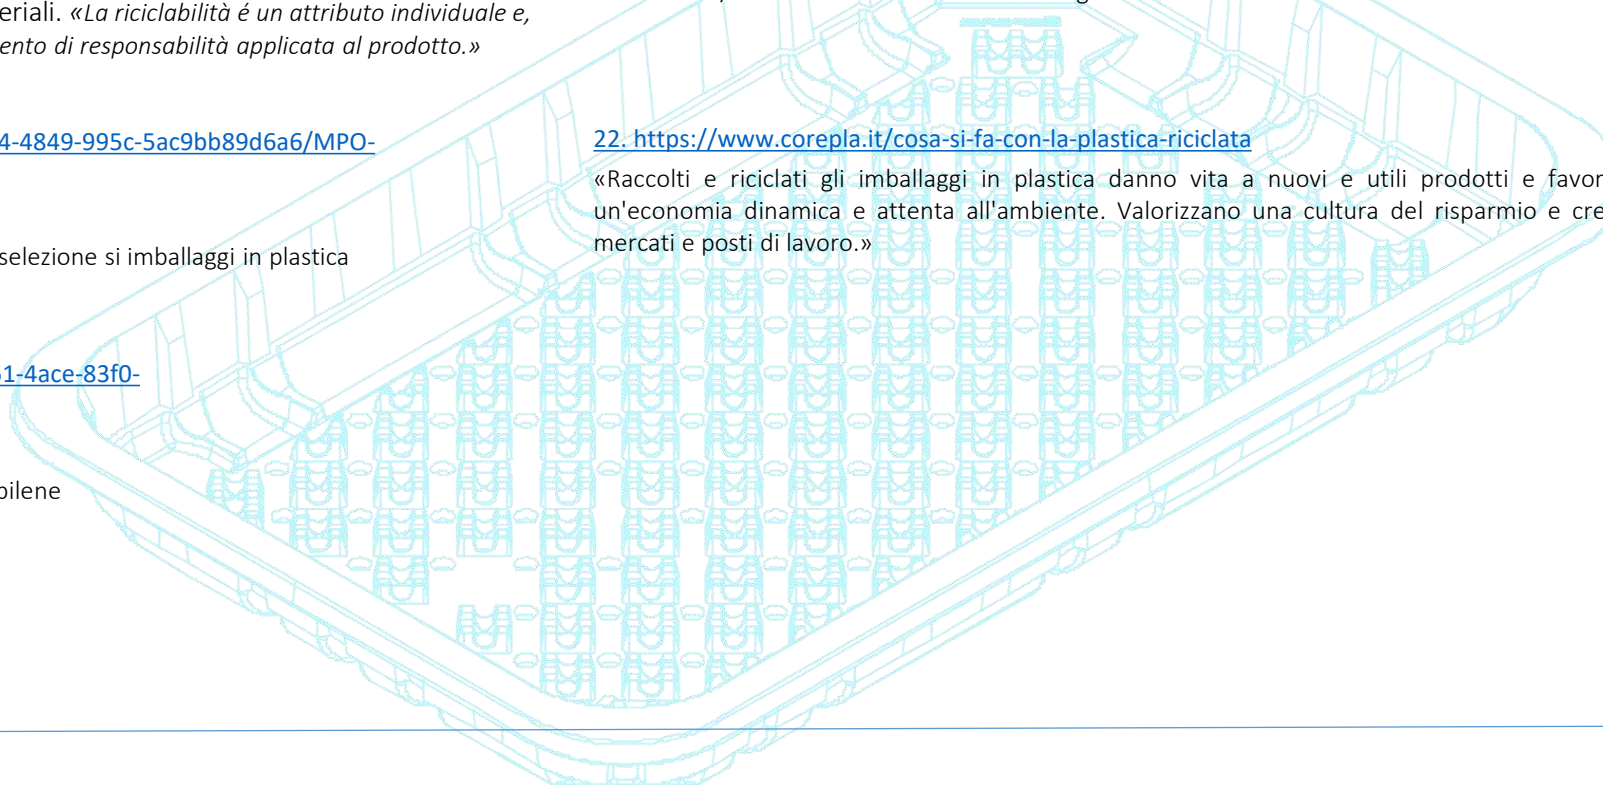 eriali. «La riciclabilità é un attributo individuale e,
ento di responsabilità applicata al prodotto.»
4-4849-995c-5ac9bb89d6a6/MPO-
selezione si imballaggi in plastica
51-4ace-83f0-
pilene
22. https://www.corepla.it/cosa-si-fa-con-la-plastica-riciclata
«Raccolti e riciclati gli imballaggi in plastica danno vita a nuovi e utili prodotti e favor
un'economia dinamica e attenta all'ambiente. Valorizzano una cultura del risparmio e cre
mercati e posti di lavoro.»